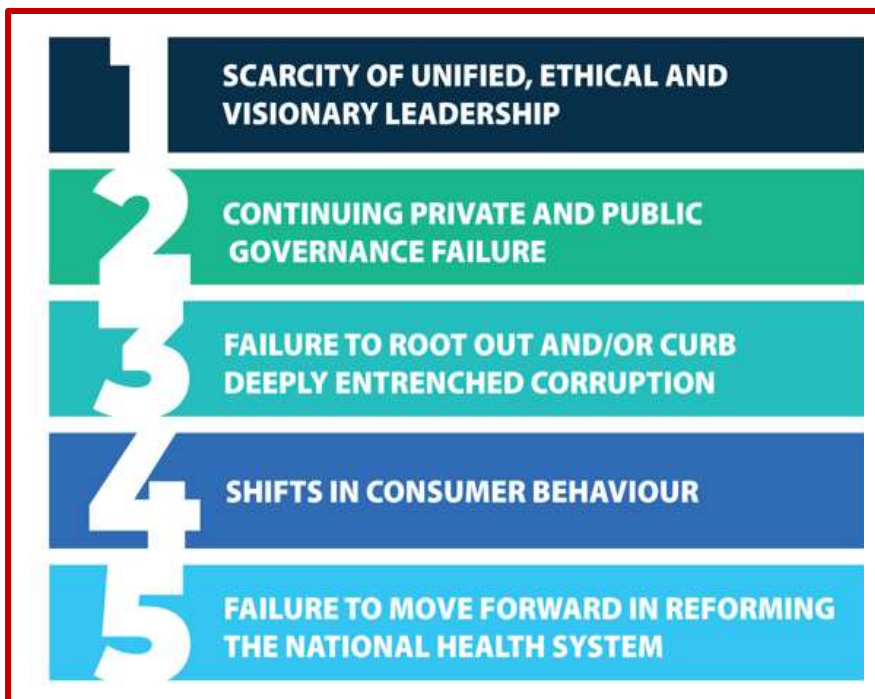 1
SCARCITY OF UNIFIED, ETHICAL AND
VISIONARY LEADERSHIP
2
CONTINUING PRIVATE AND PUBLIC
GOVERNANCE FAILURE
3
FAILURE TO ROOT OUT AND/OR CURB
DEEPLY ENTRENCHED CORRUPTION
4
SHIFTS IN CONSUMER BEHAVIOUR
5
FAILURE TO MOVE FORWARD IN REFORMING
THE NATIONAL HEALTH SYSTEM